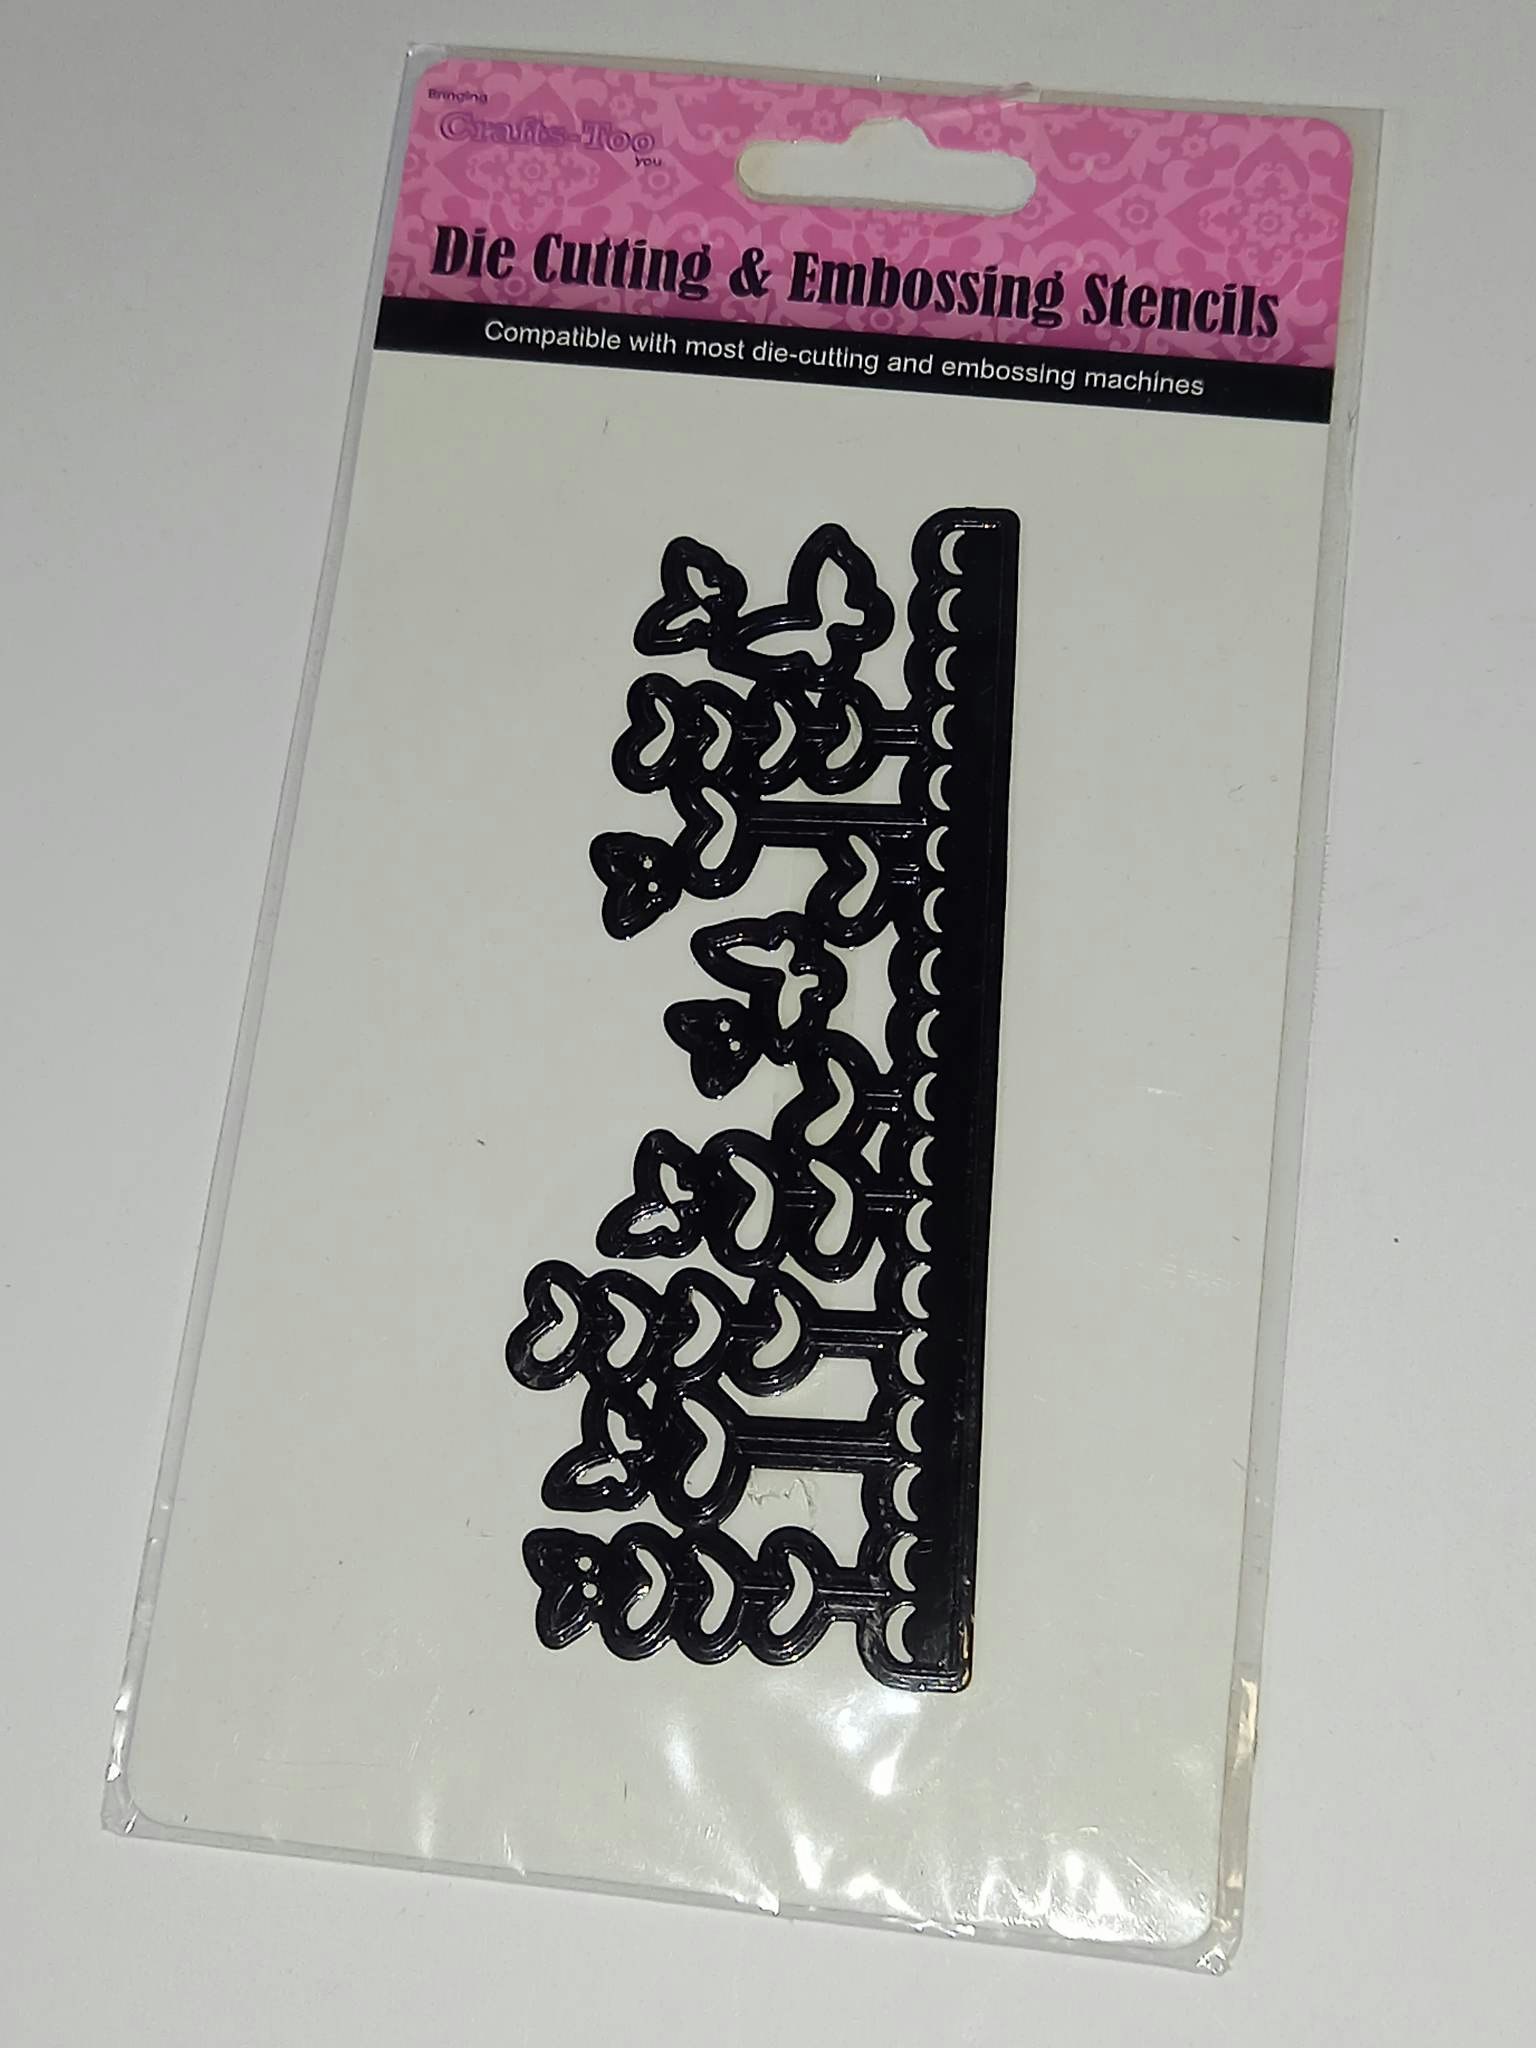 Bringing
Crafts-Too
you
Die Cutting & Embossing Stencils
Compatible with most die-cutting and embossing machines